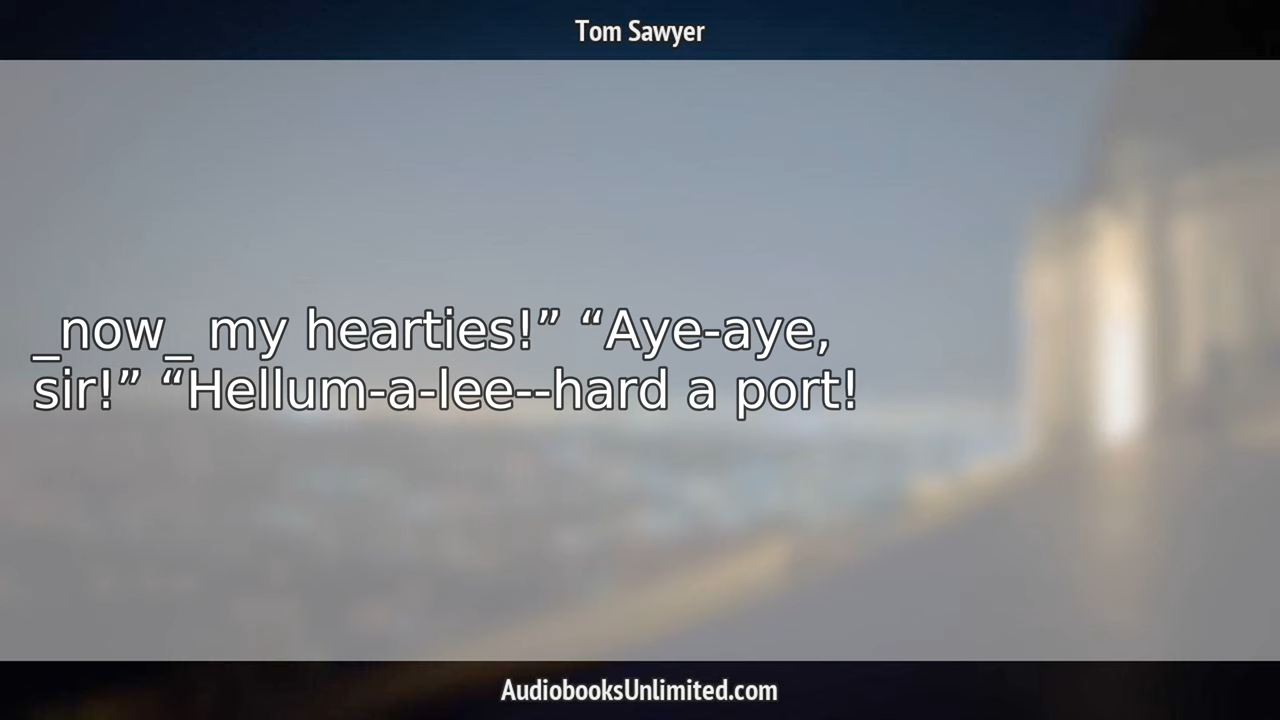 Tom Sawyer
_now_ my hearties!” “Aye-aye,
sir!” “Hellum-a-lee--hard a port!
AudiobooksUnlimited.com